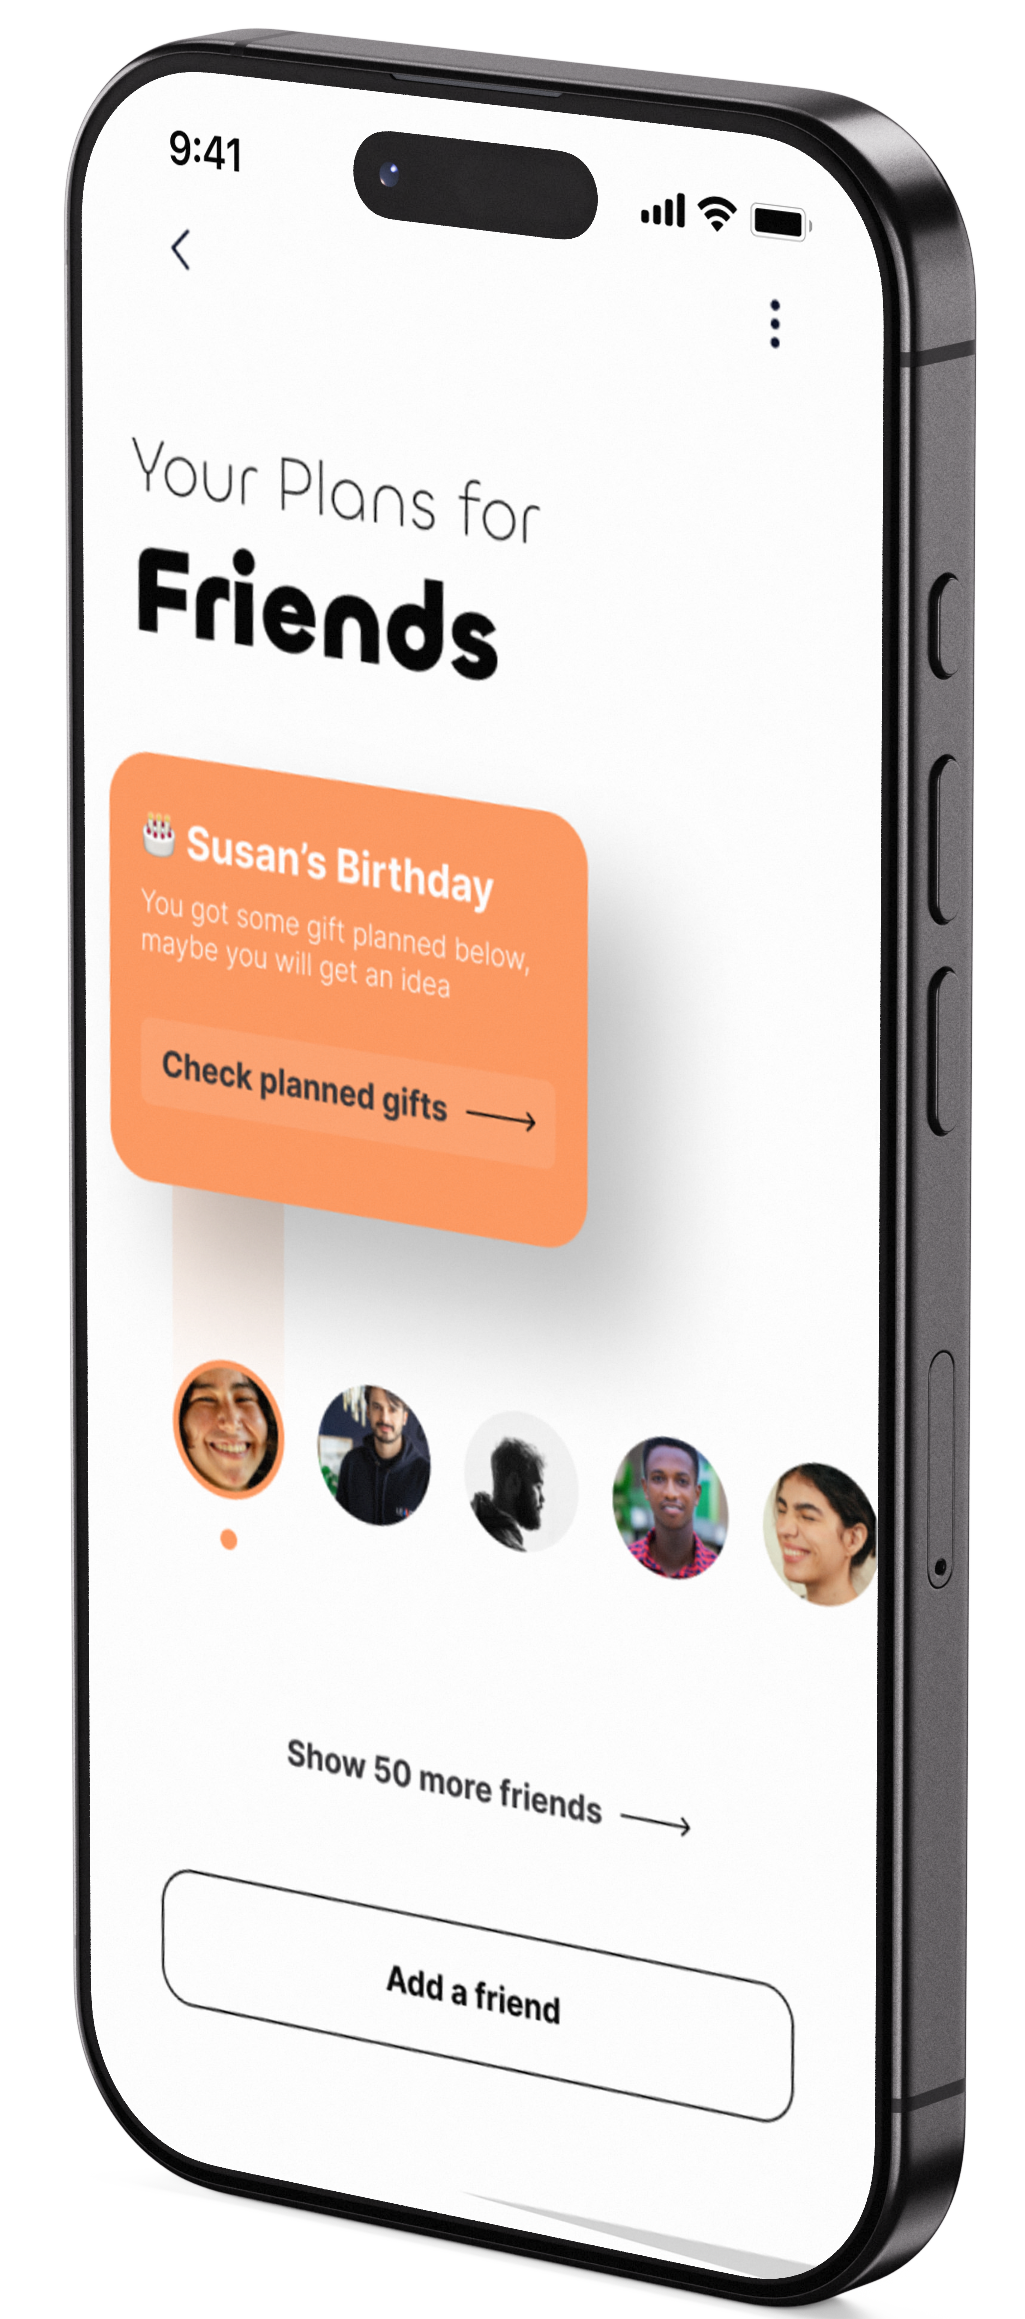 9:41
Your Plans for
Friends
🎂 Susan's Birthday
You got some gift planned below,
maybe you will get an idea
Check planned gifts
Show 50 more friends
Add a friend